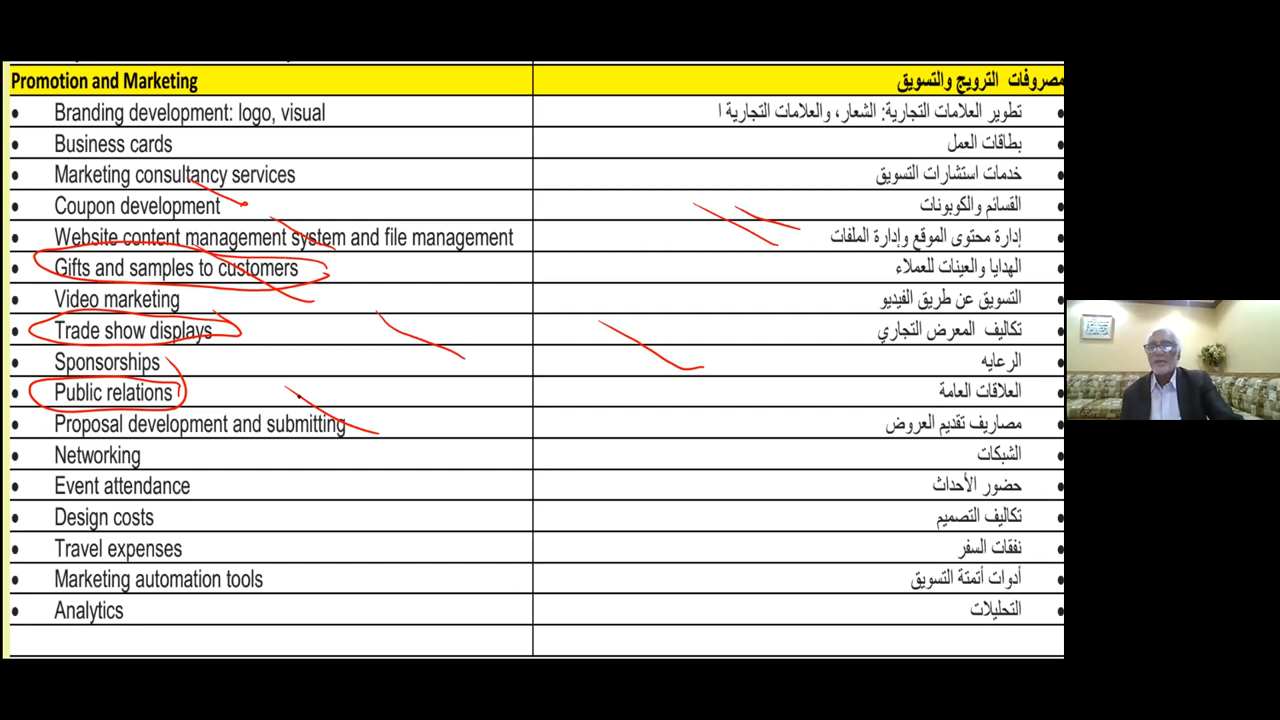 Promotion and Marketing مصروفات الترويج والتسويق
• Branding development: logo, visual • تطوير العلامات التجارية: الشعار، والعلامات التجارية ا
• Business cards • بطاقات العمل
• Marketing consultancy services • خدمات استشارات التسويق
• Coupon development • القسائم والكوبونات
• Website content management system and file management • إدارة محتوى الموقع وإدارة الملفات
• Gifts and samples to customers • الهدايا والعينات للعملاء
• Video marketing • التسويق عن طريق الفيديو
• Trade show displays • تكاليف المعرض التجاري
• Sponsorships • الرعايه
• Public relations • العلاقات العامة
• Proposal development and submitting • مصاريف تقديم العروض
• Networking • الشبكات
• Event attendance • حضور الأحداث
• Design costs • تكاليف التصميم
• Travel expenses • نفقات السفر
• Marketing automation tools • أدوات أتمتة التسويق
• Analytics • التحليلات